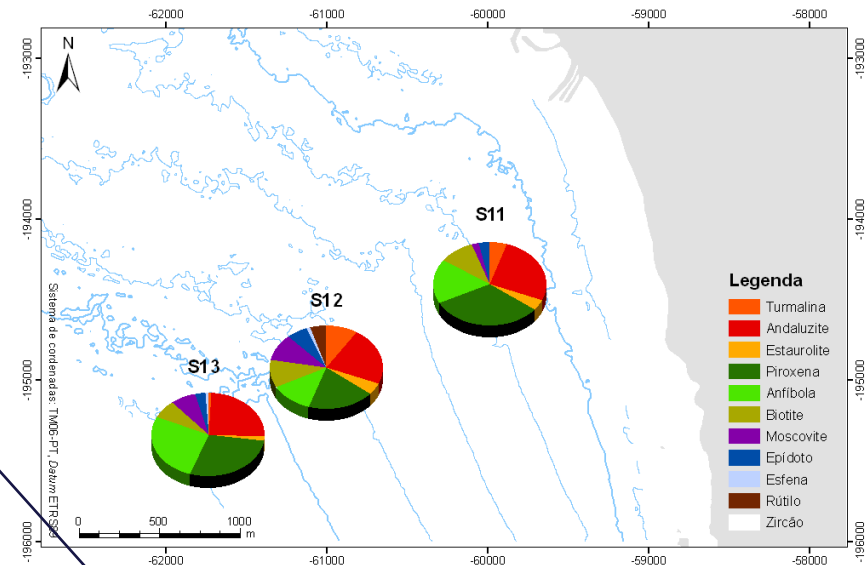 -62000 -61000 -60000 -59000 -58000
-193000 -193000
N
-194000 -194000
S11
S12
S13
-195000 -195000
-196000 -196000
Sistema de cordenadas: TM06-PT, Datum ETRS89
0 500 1000
m
Legenda
Turmalina
Andaluzite
Estaurolite
Piroxena
Anfíbola
Biotite
Moscovite
Epídoto
Esfena
Rútilo
Zircão
-62000 -61000 -60000 -59000 -58000